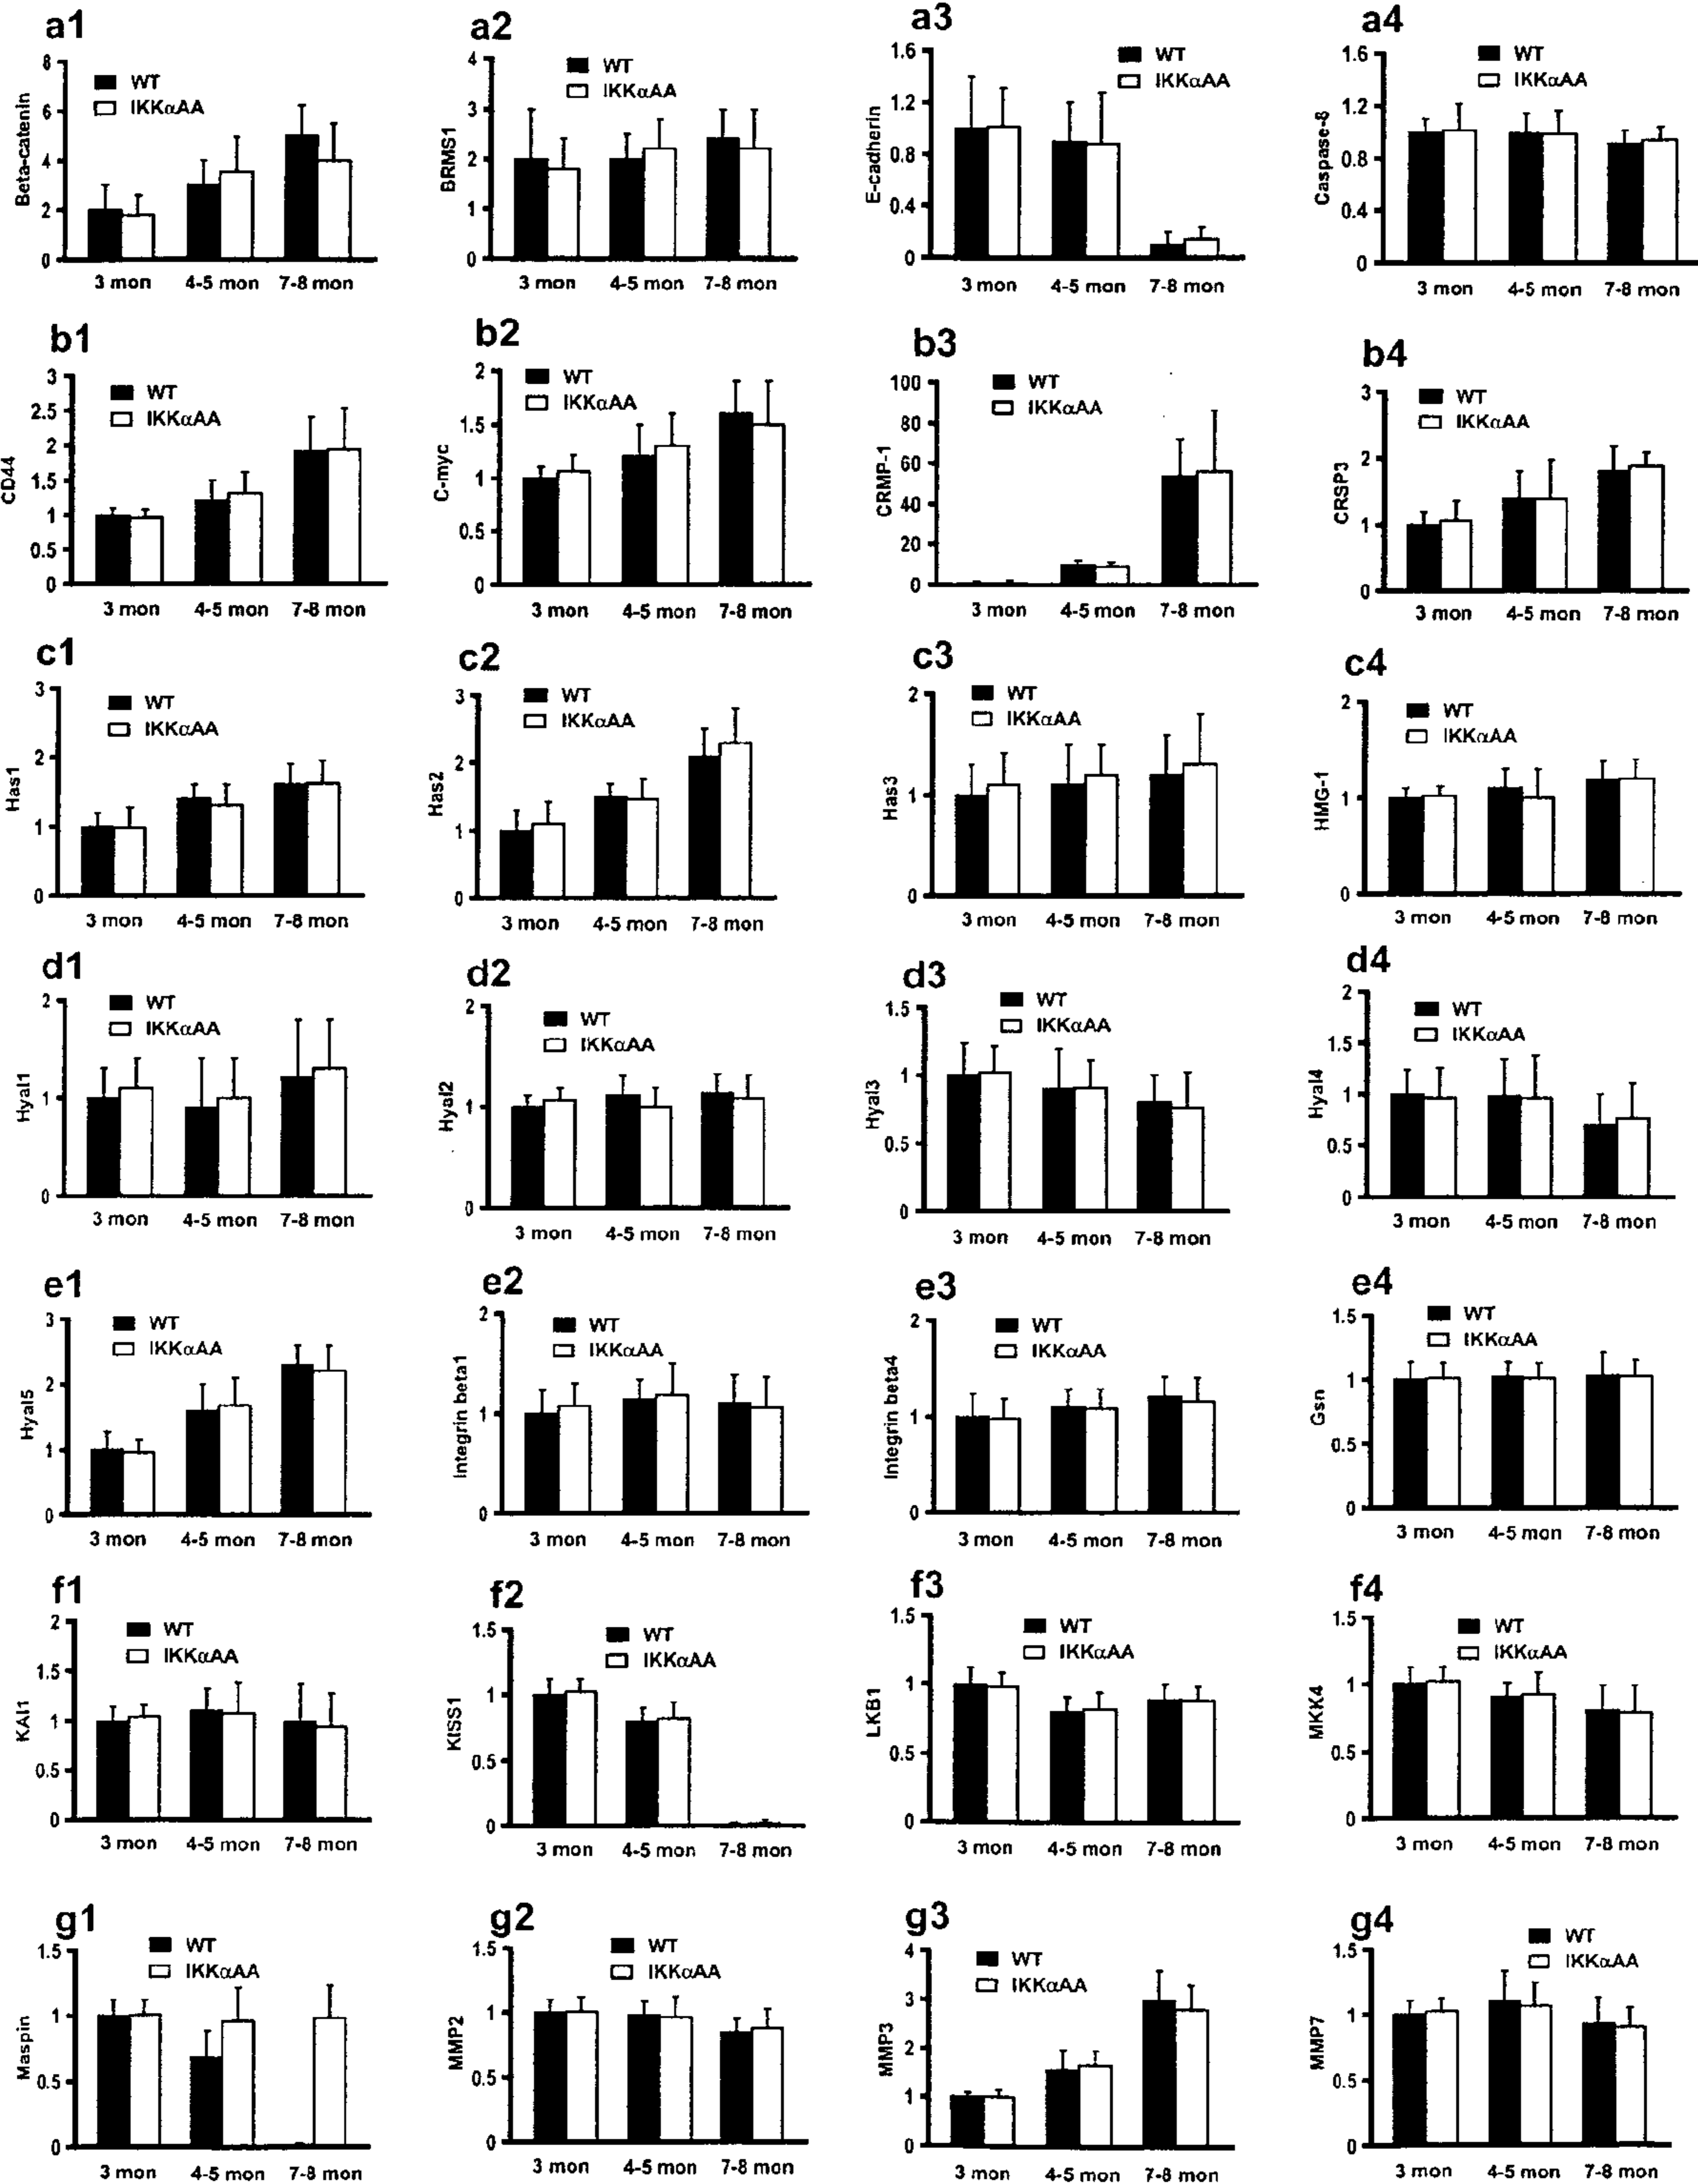 a1
8
6
4
2
0
Beta-catenin
WT
IKKαAA
3 mon 4-5 mon 7-8 mon
a2
4
3
2
1
0
BRMS1
WT
IKKαAA
3 mon 4-5 mon 7-8 mon
a3
1.6
1.2
0.8
0.4
0
E-cadherin
WT
IKKαAA
3 mon 4-5 mon 7-8 mon
a4
1.6
1.2
0.8
0.4
0
Caspase-8
WT
IKKαAA
3 mon 4-5 mon 7-8 mon
b1
3
2.5
2
1.5
1
0.5
0
CD44
WT
IKKαAA
3 mon 4-5 mon 7-8 mon
b2
2
1.5
1
0.5
0
C-myc
WT
IKKαAA
3 mon 4-5 mon 7-8 mon
b3
100
80
60
40
20
0
CRMP-1
WT
IKKαAA
3 mon 4-5 mon 7-8 mon
b4
3
2
1
0
CRSP3
WT
IKKαAA
3 mon 4-5 mon 7-8 mon
c1
3
2
1
0
Has1
WT
IKKαAA
3 mon 4-5 mon 7-8 mon
c2
3
2
1
0
Has2
WT
IKKαAA
3 mon 4-5 mon 7-8 mon
c3
2
1
0
Has3
WT
IKKαAA
3 mon 4-5 mon 7-8 mon
c4
2
1
0
HMG-1
WT
IKKαAA
3 mon 4-5 mon 7-8 mon
d1
2
1
0
Hyal1
WT
IKKαAA
3 mon 4-5 mon 7-8 mon
d2
2
1
0
Hyal2
WT
IKKαAA
3 mon 4-5 mon 7-8 mon
d3
1.5
1
0.5
0
Hyal3
WT
IKKαAA
3 mon 4-5 mon 7-8 mon
d4
2
1.5
1
0.5
0
Hyal4
WT
IKKαAA
3 mon 4-5 mon 7-8 mon
e1
3
2
1
0
Hyal5
WT
IKKαAA
3 mon 4-5 mon 7-8 mon
e2
2
1
0
Integrin beta1
WT
IKKαAA
3 mon 4-5 mon 7-8 mon
e3
2
1
0
Integrin beta4
WT
IKKαAA
3 mon 4-5 mon 7-8 mon
e4
1.5
1
0.5
0
Gsn
WT
IKKαAA
3 mon 4-5 mon 7-8 mon
f1
2
1.5
1
0.5
0
KAI1
WT
IKKαAA
3 mon 4-5 mon 7-8 mon
f2
1.5
1
0.5
0
KISS1
WT
IKKαAA
3 mon 4-5 mon 7-8 mon
f3
1.5
1
0.5
0
LKB1
WT
IKKαAA
3 mon 4-5 mon 7-8 mon
f4
1.5
1
0.5
0
MKK4
WT
IKKαAA
3 mon 4-5 mon 7-8 mon
g1
1.5
1
0.5
0
Maspin
WT
IKKαAA
3 mon 4-5 mon 7-8 mon
g2
1.5
1
0.5
0
MMP2
WT
IKKαAA
3 mon 4-5 mon 7-8 mon
g3
4
3
2
1
0
MMP3
WT
IKKαAA
3 mon 4-5 mon 7-8 mon
g4
1.5
1
0.5
0
MMP7
WT
IKKαAA
3 mon 4-5 mon 7-8 mon